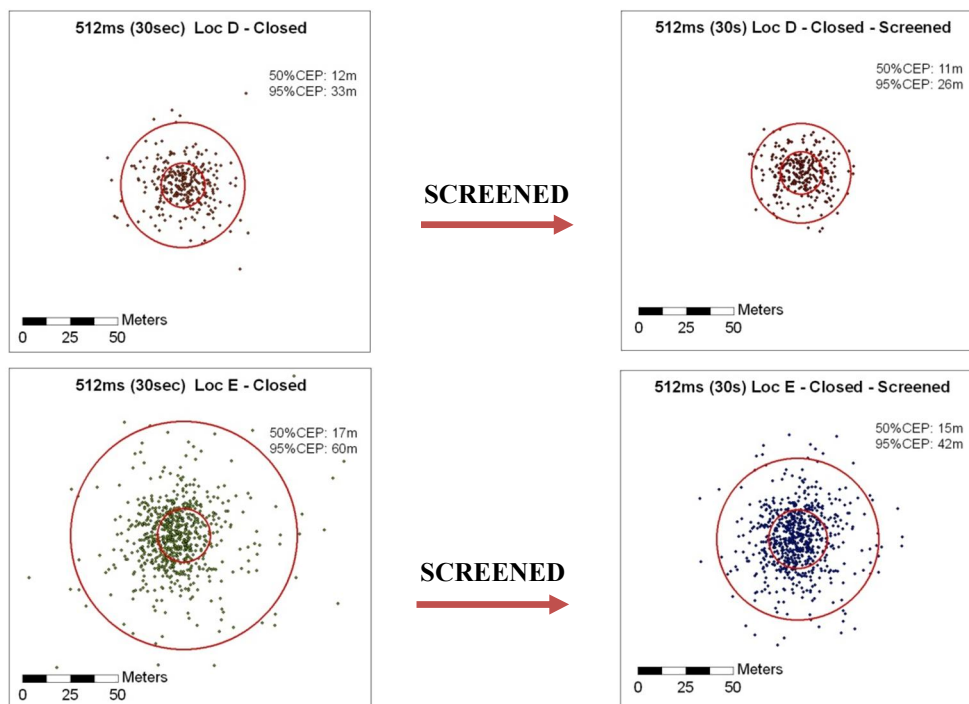 512ms (30sec) Loc D - Closed
50%CEP: 12m
95%CEP: 33m
Meters
0 25 50
SCREENED
512ms (30s) Loc D - Closed - Screened
50%CEP: 11m
95%CEP: 26m
Meters
0 25 50
512ms (30sec) Loc E - Closed
50%CEP: 17m
95%CEP: 60m
Meters
0 25 50
SCREENED
512ms (30s) Loc E - Closed - Screened
50%CEP: 15m
95%CEP: 42m
Meters
0 25 50